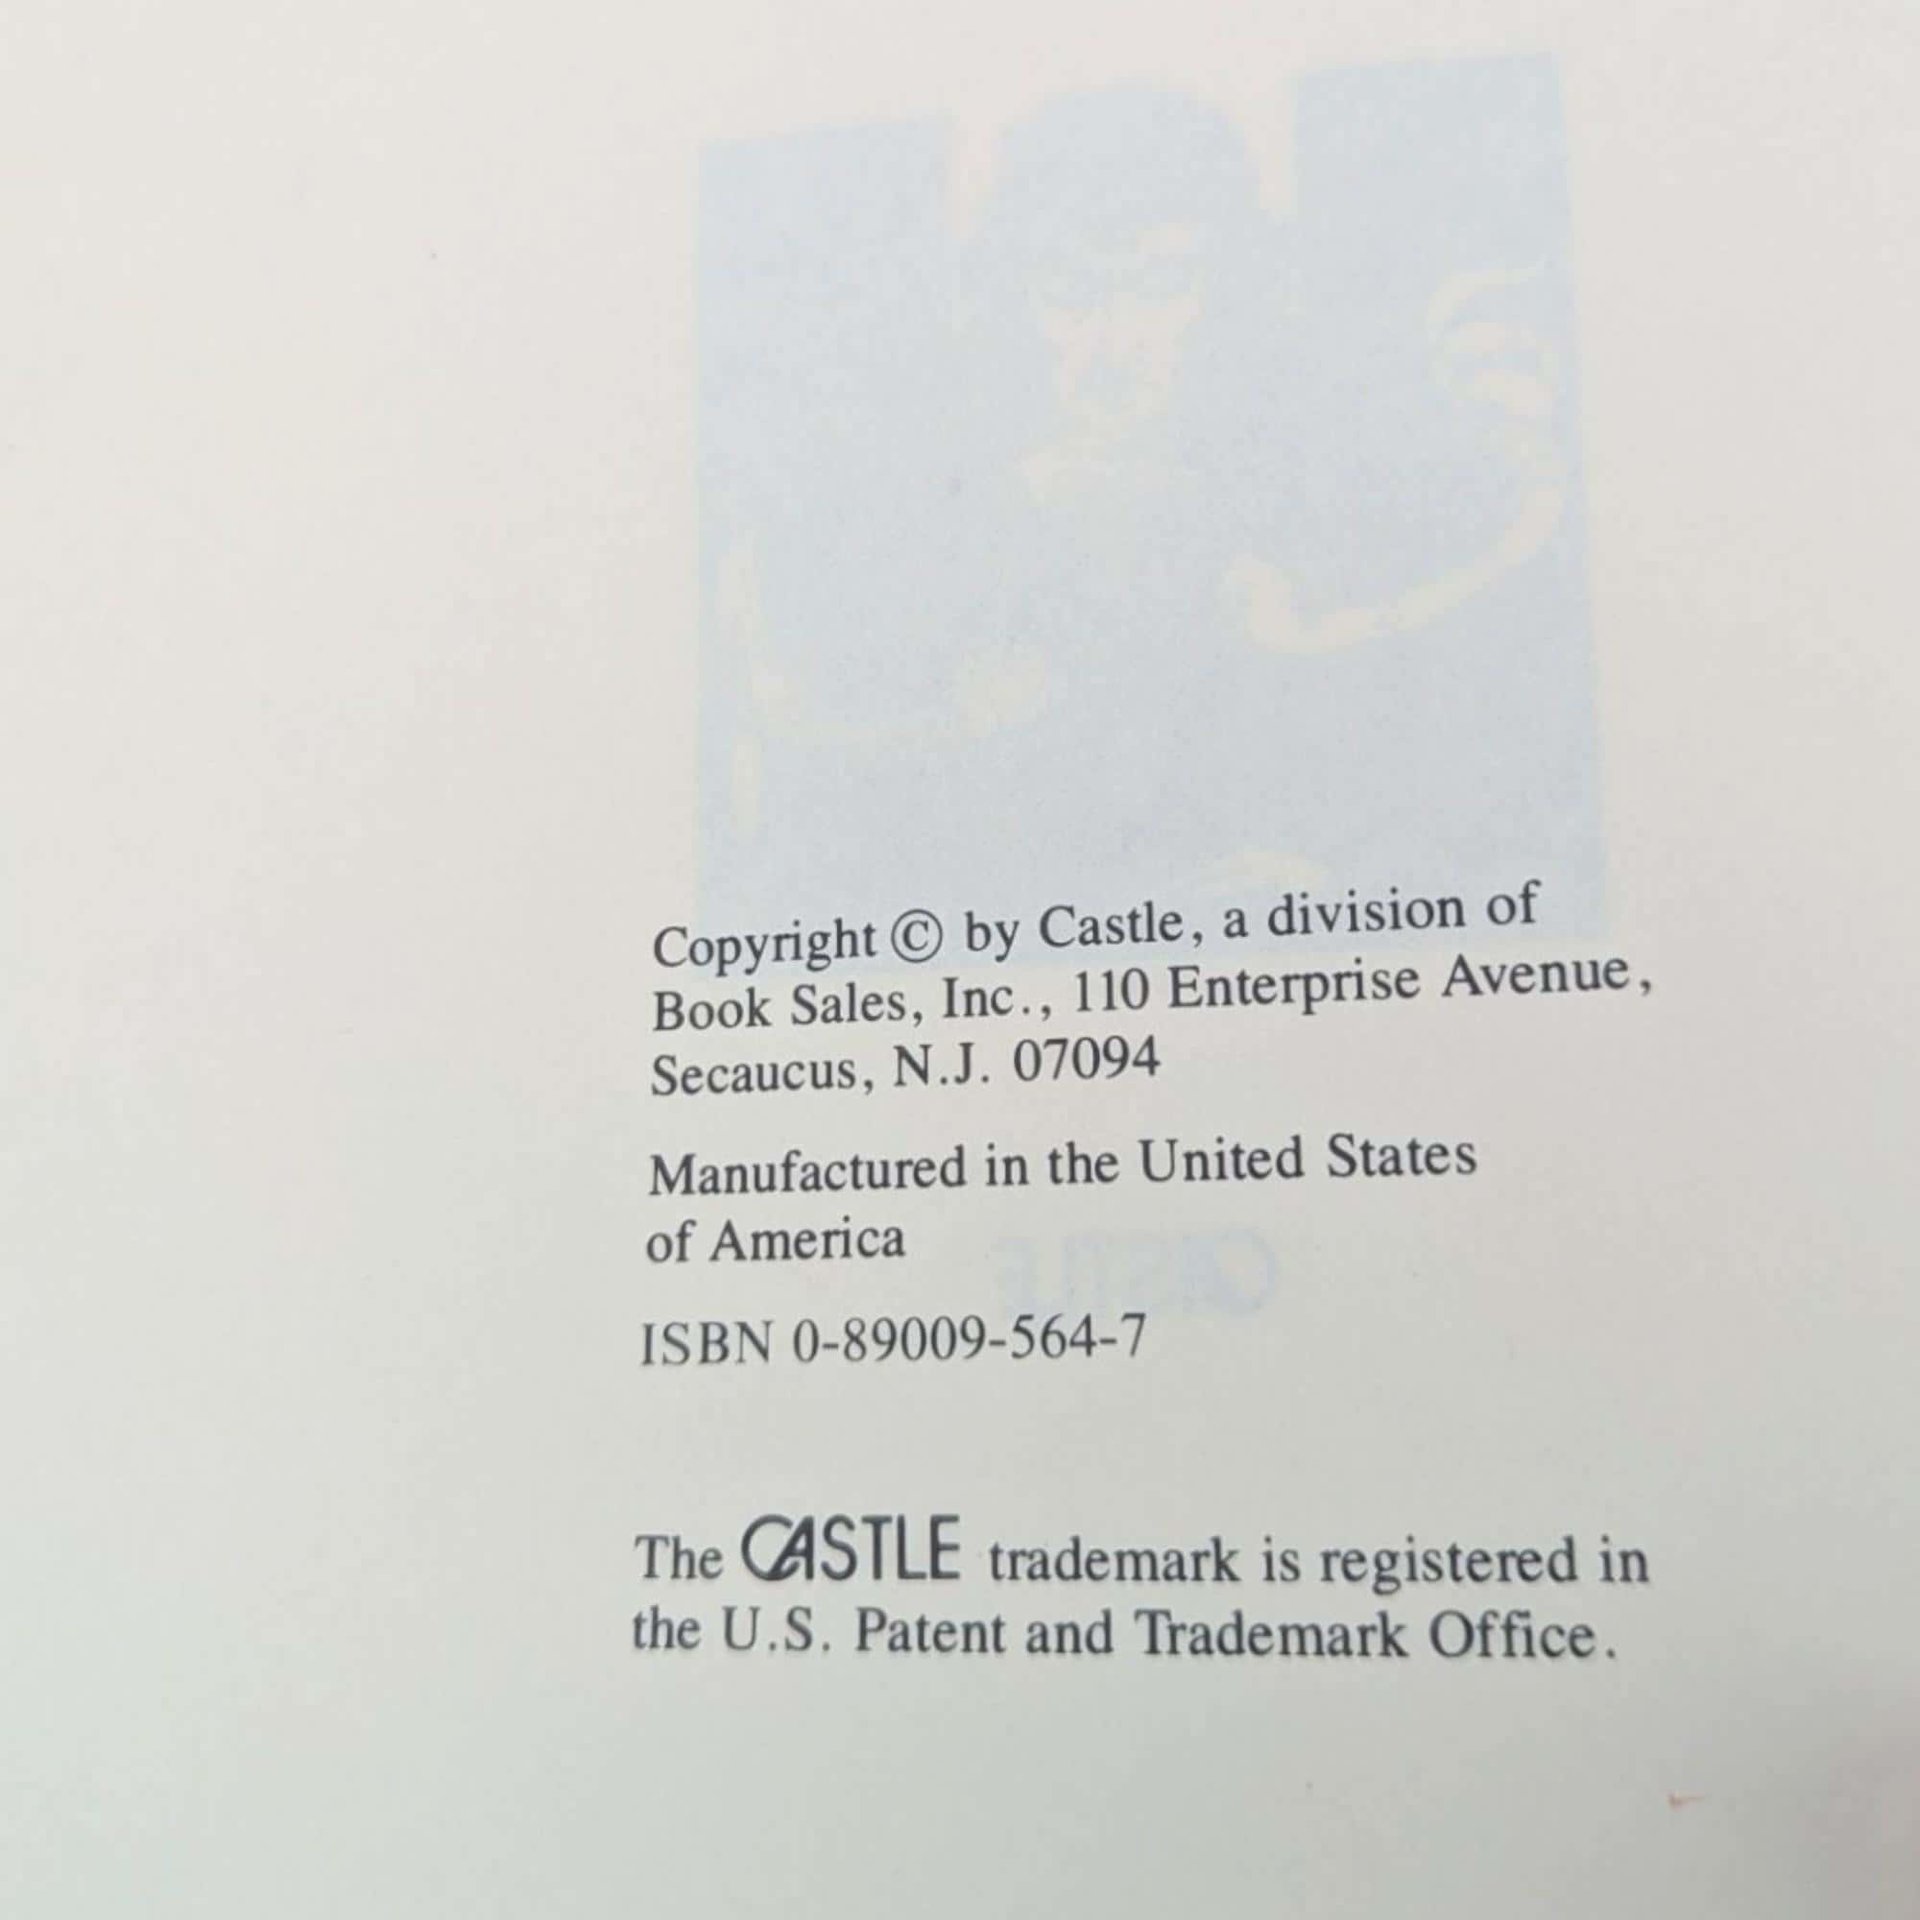 Copyright © by Castle, a division of
Book Sales, Inc., 110 Enterprise Avenue,
Secaucus, N.J. 07094
Manufactured in the United States
of America
ISBN 0-89009-564-7
The CASTLE trademark is registered in
the U.S. Patent and Trademark Office.